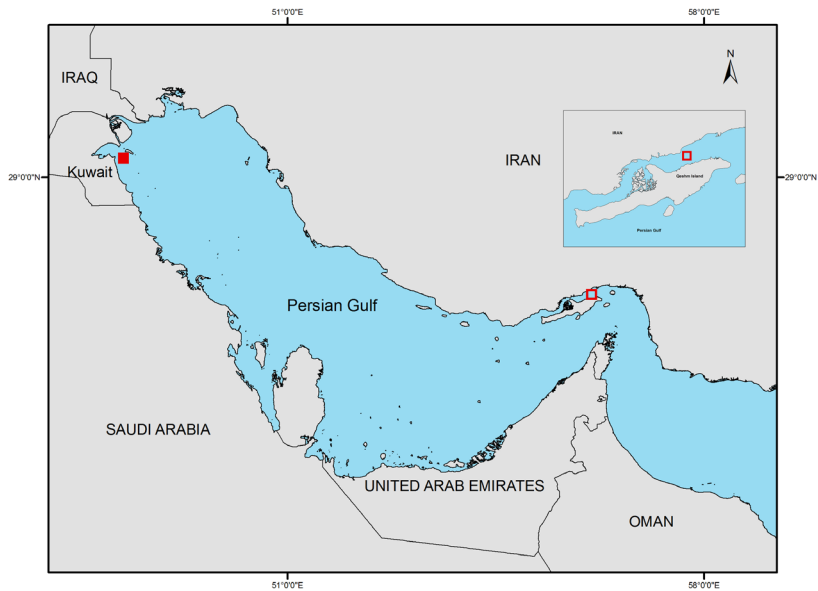 51°0'0"E
58°0'0"E
N
IRAQ
IRAN
IRAN
Kuwait
29°0'0"N
29°0'0"N
Qeshm Island
Persian Gulf
Persian Gulf
SAUDI ARABIA
UNITED ARAB EMIRATES
OMAN
51°0'0"E
58°0'0"E